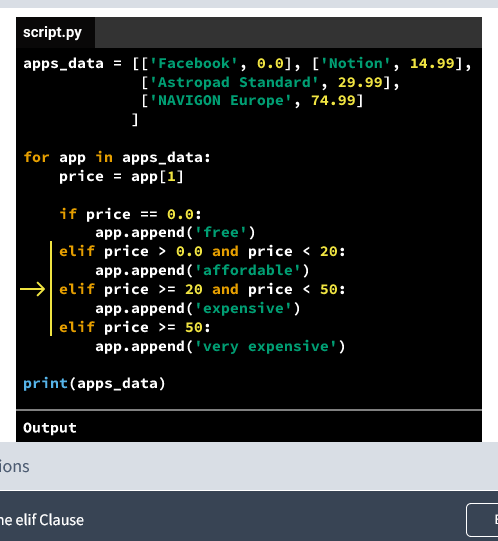 script.py
apps_data = [['Facebook', 0.0], ['Notion', 14.99],
             ['Astropad Standard', 29.99],
             ['NAVIGON Europe', 74.99]
            ]
for app in apps_data:
    price = app[1]
    if price == 0.0:
        app.append('free')
    elif price > 0.0 and price < 20:
        app.append('affordable')
    elif price >= 20 and price < 50:
        app.append('expensive')
    elif price >= 50:
        app.append('very expensive')
print(apps_data)
Output
ions
ne elif Clause